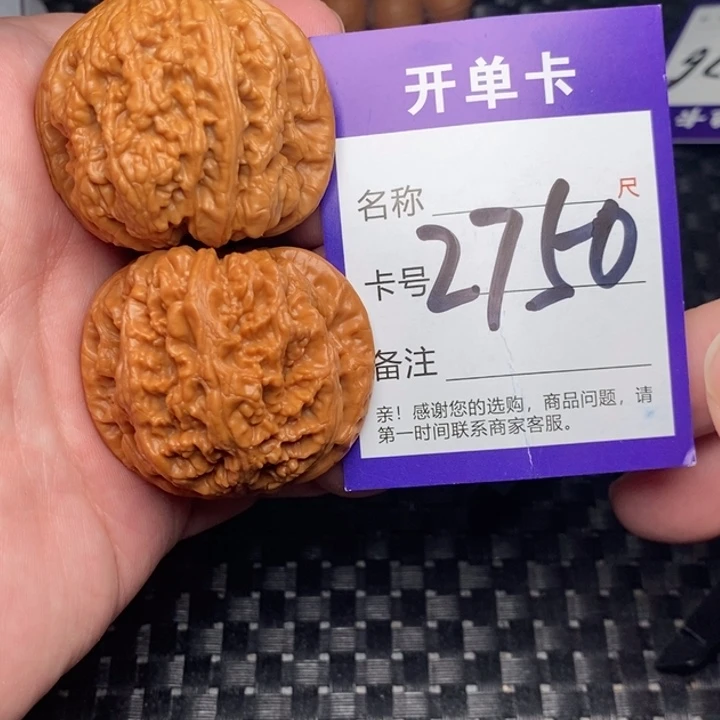 开单卡
名称
尺
卡号 2750
备注
亲！感谢您的选购，商品问题，请
第一时间联系商家客服。